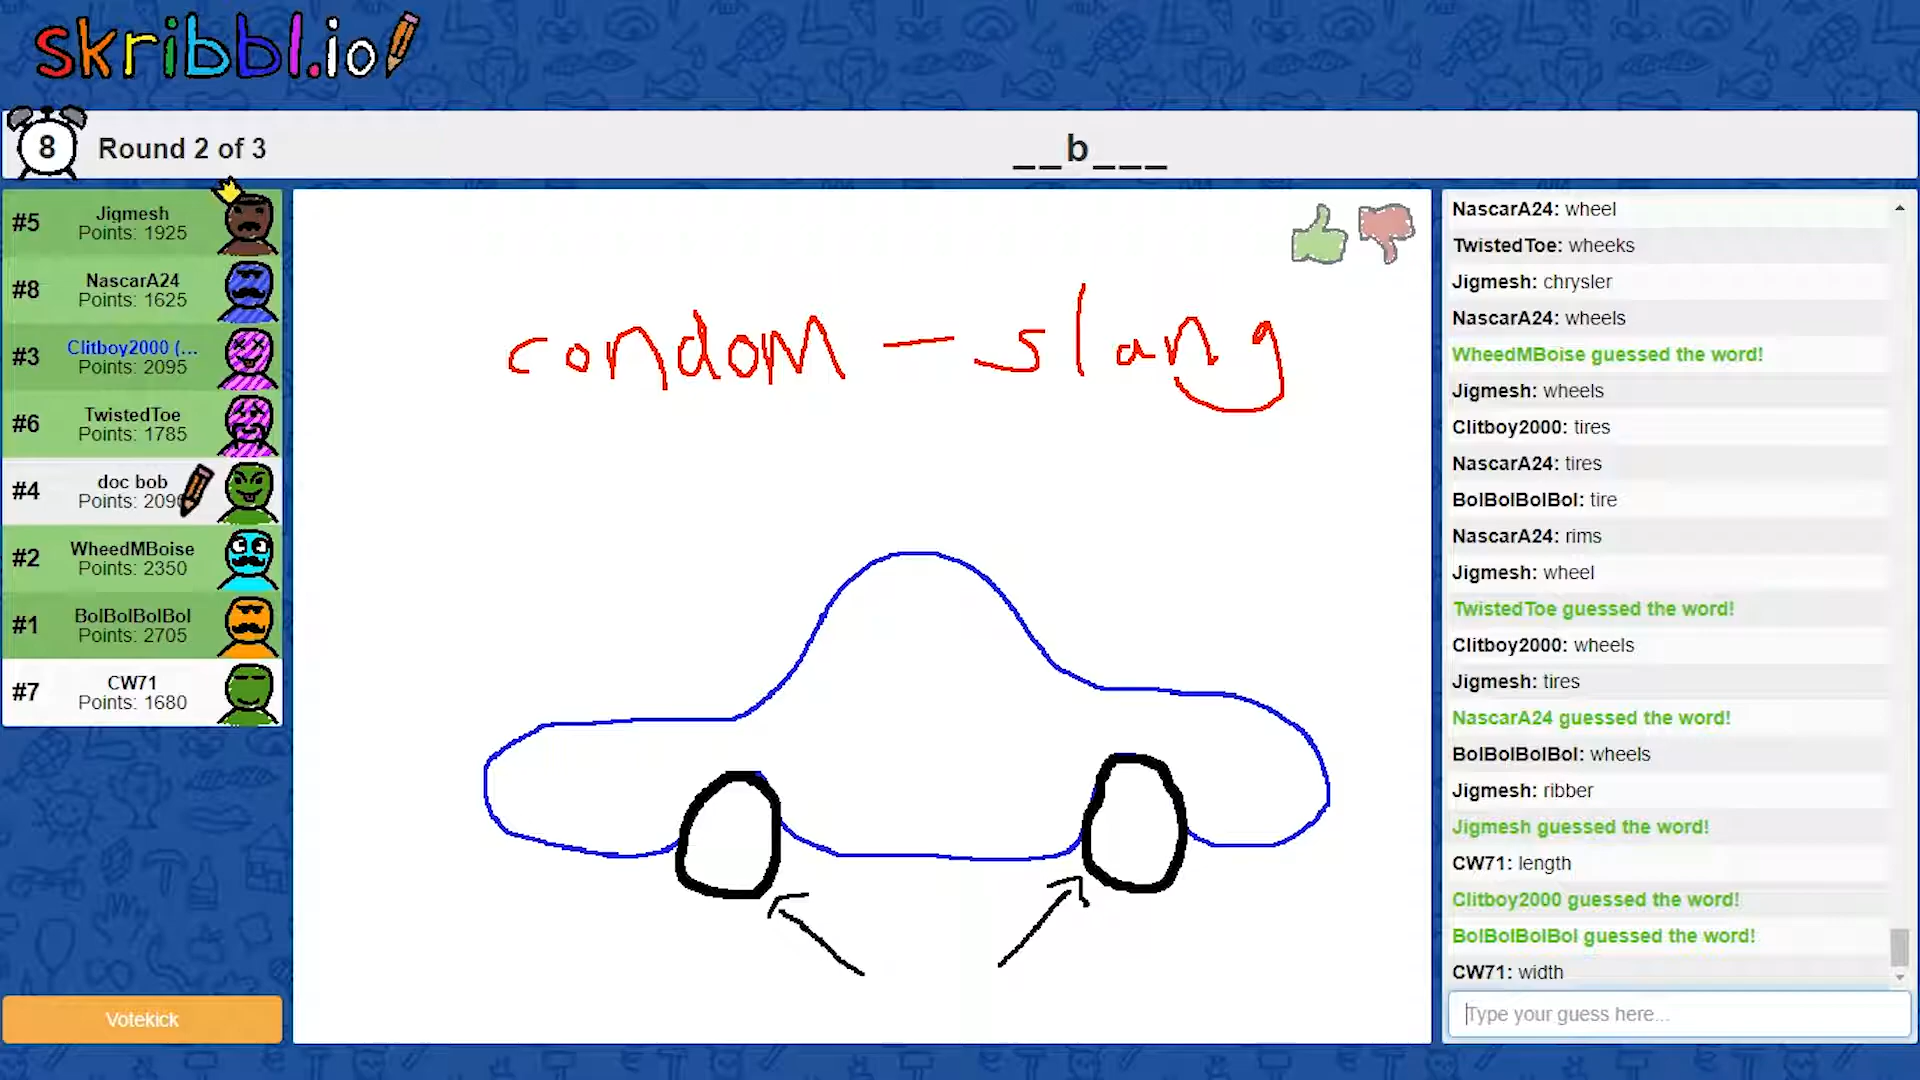 skribbl.io
8
Round 2 of 3
__b___
#5
Jigmesh
Points: 1925
#8
NascarA24
Points: 1625
#3
Clitboy2000 (...
Points: 2095
#6
TwistedToe
Points: 1785
#4
doc bob
Points: 209
#2
WheedMBoise
Points: 2350
#1
BolBolBolBol
Points: 2705
#7
CW71
Points: 1680
Votekick
condom - slang
NascarA24: wheel
TwistedToe: wheeks
Jigmesh: chrysler
NascarA24: wheels
WheedMBoise guessed the word!
Jigmesh: wheels
Clitboy2000: tires
NascarA24: tires
BolBolBolBol: tire
NascarA24: rims
Jigmesh: wheel
TwistedToe guessed the word!
Clitboy2000: wheels
Jigmesh: tires
NascarA24 guessed the word!
BolBolBolBol: wheels
Jigmesh: ribber
Jigmesh guessed the word!
CW71: length
Clitboy2000 guessed the word!
BolBolBolBol guessed the word!
CW71: width
Type your guess here...